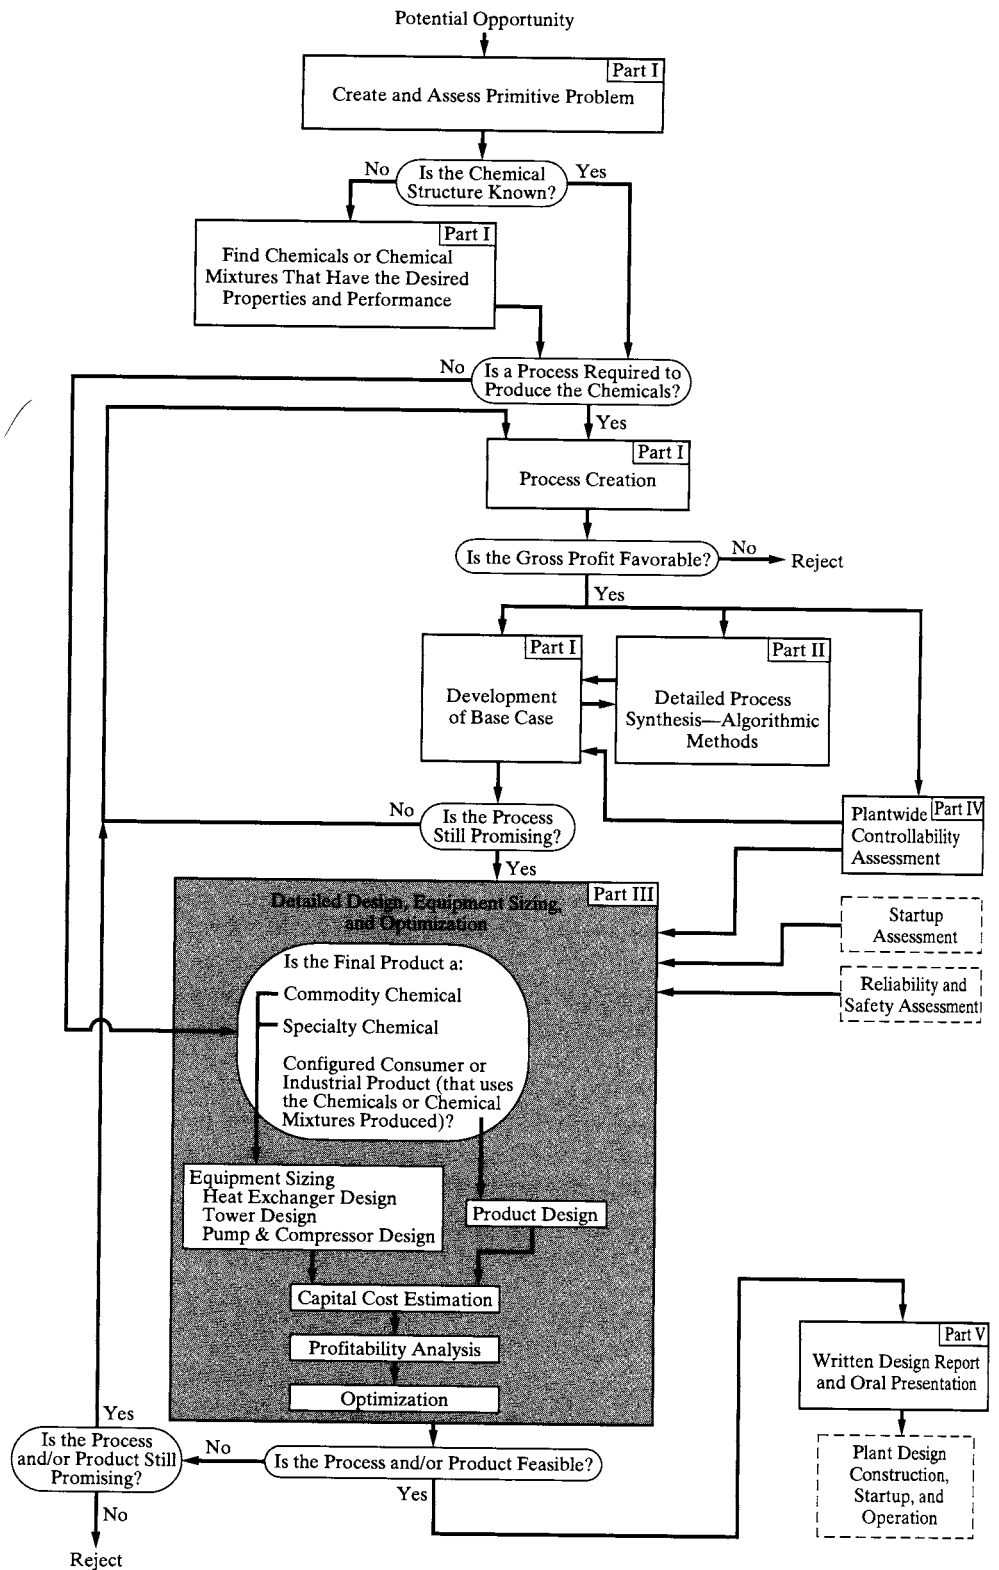 Potential Opportunity
Part I
Create and Assess Primitive Problem
No
Is the Chemical
Structure Known?
Yes
Part I
Find Chemicals or Chemical
Mixtures That Have the Desired
Properties and Performance
No
Is a Process Required to
Produce the Chemicals?
Yes
Part I
Process Creation
Is the Gross Profit Favorable?
No
Reject
Yes
Part I
Development
of Base Case
Part II
Detailed Process
Synthesis—Algorithmic
Methods
No
Is the Process
Still Promising?
Yes
Part IV
Plantwide
Controllability
Assessment
Part III
Detailed Design, Equipment Sizing,
and Optimization
Startup
Assessment
Reliability and
Safety Assessment
Is the Final Product a:
Commodity Chemical
Specialty Chemical
Configured Consumer or
Industrial Product (that uses
the Chemicals or Chemical
Mixtures Produced)?
Equipment Sizing
Heat Exchanger Design
Tower Design
Pump & Compressor Design
Product Design
Capital Cost Estimation
Profitability Analysis
Optimization
Part V
Written Design Report
and Oral Presentation
Yes
Is the Process
and/or Product Still
Promising?
No
Is the Process and/or Product Feasible?
Yes
Plant Design
Construction,
Startup, and
Operation
No
Reject